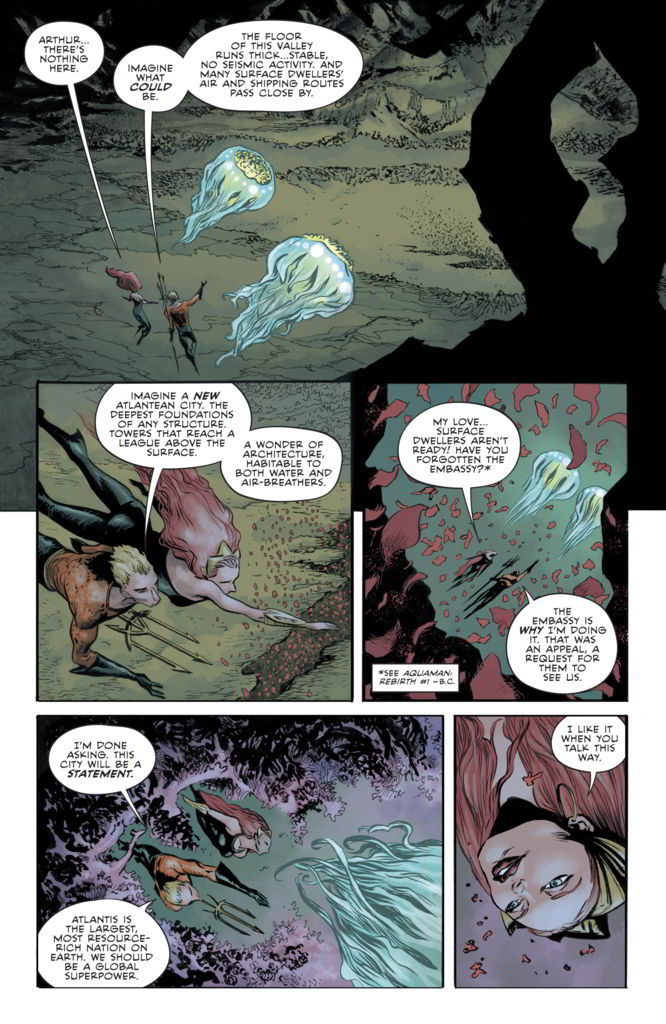 ARTHUR...
THERE'S
NOTHING
HERE.
IMAGINE
WHAT
COULD
BE.
THE FLOOR
OF THIS VALLEY
RUNS THICK...STABLE,
NO SEISMIC ACTIVITY. AND
MANY SURFACE DWELLERS'
AIR AND SHIPPING ROUTES
PASS CLOSE BY.
IMAGINE A NEW
ATLANTEAN CITY. THE
DEEPEST FOUNDATIONS
OF ANY STRUCTURE.
TOWERS THAT REACH A
LEAGUE ABOVE THE
SURFACE.
A WONDER OF
ARCHITECTURE,
HABITABLE TO
BOTH WATER AND
AIR-BREATHERS.
MY LOVE...
SURFACE
DWELLERS AREN'T
READY! HAVE YOU
FORGOTTEN THE
EMBASSY?*
THE
EMBASSY IS
WHY I'M DOING
IT. THAT WAS
AN APPEAL, A
REQUEST FOR
THEM TO
SEE US.
*SEE AQUAMAN:
REBIRTH #1 -B.C.
I'M DONE
ASKING. THIS
CITY WILL BE A
STATEMENT.
ATLANTIS IS
THE LARGEST,
MOST RESOURCE-
RICH NATION ON
EARTH. WE SHOULD
BE A GLOBAL
SUPERPOWER.
I LIKE IT
WHEN YOU
TALK THIS
WAY.